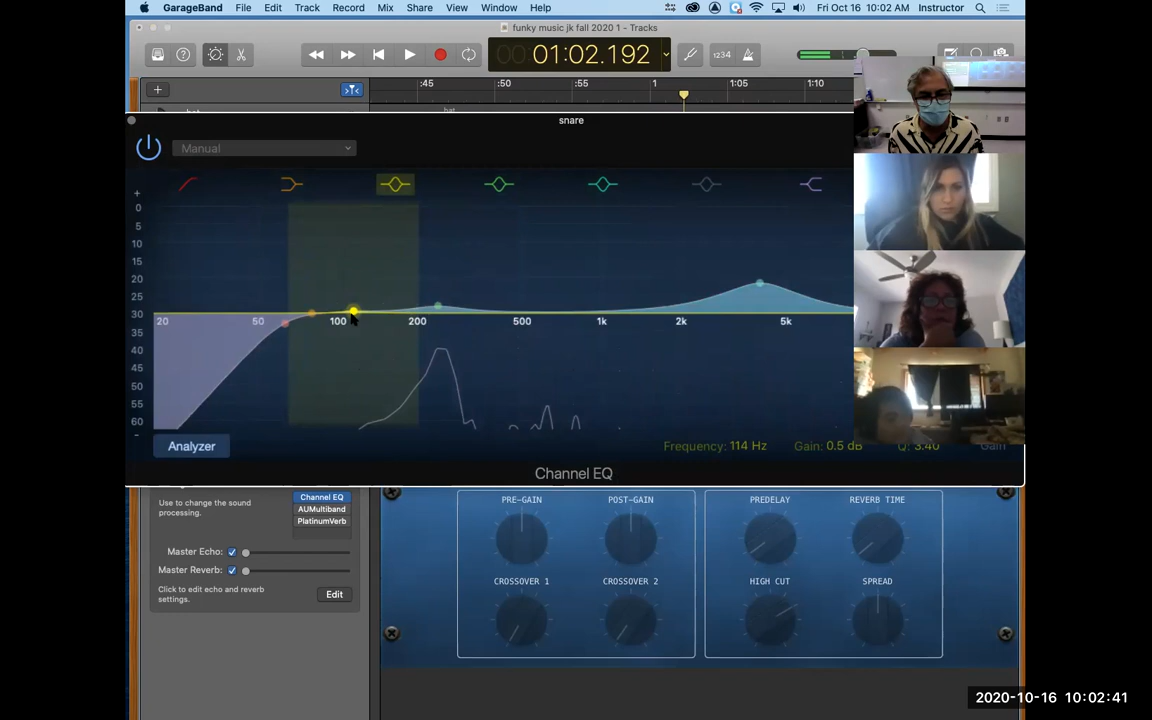 GarageBand File Edit Track Record Mix Share View Window Help Fri Oct 16 10:02 AM Instructor
funky music jk fall 2020 1 - Tracks
01:02.192
1234
:45 :50 :55 1 1:05 1:10
snare
Manual
+
0
5
10
15
20
25
30
35
40
45
50
55
60
-
20 50 100 200 500 1k 2k 5k
Analyzer
Frequency: 114 Hz Gain: 0.5 dB Q: 3.40 Gain
Channel EQ
Use to change the sound
processing.
Channel EQ
AUMultiband
PlatinumVerb
Master Echo:
Master Reverb:
Click to edit echo and reverb
settings.
Edit
PRE-GAIN POST-GAIN PREDELAY REVERB TIME
CROSSOVER 1 CROSSOVER 2 HIGH CUT SPREAD
2020-10-16 10:02:41